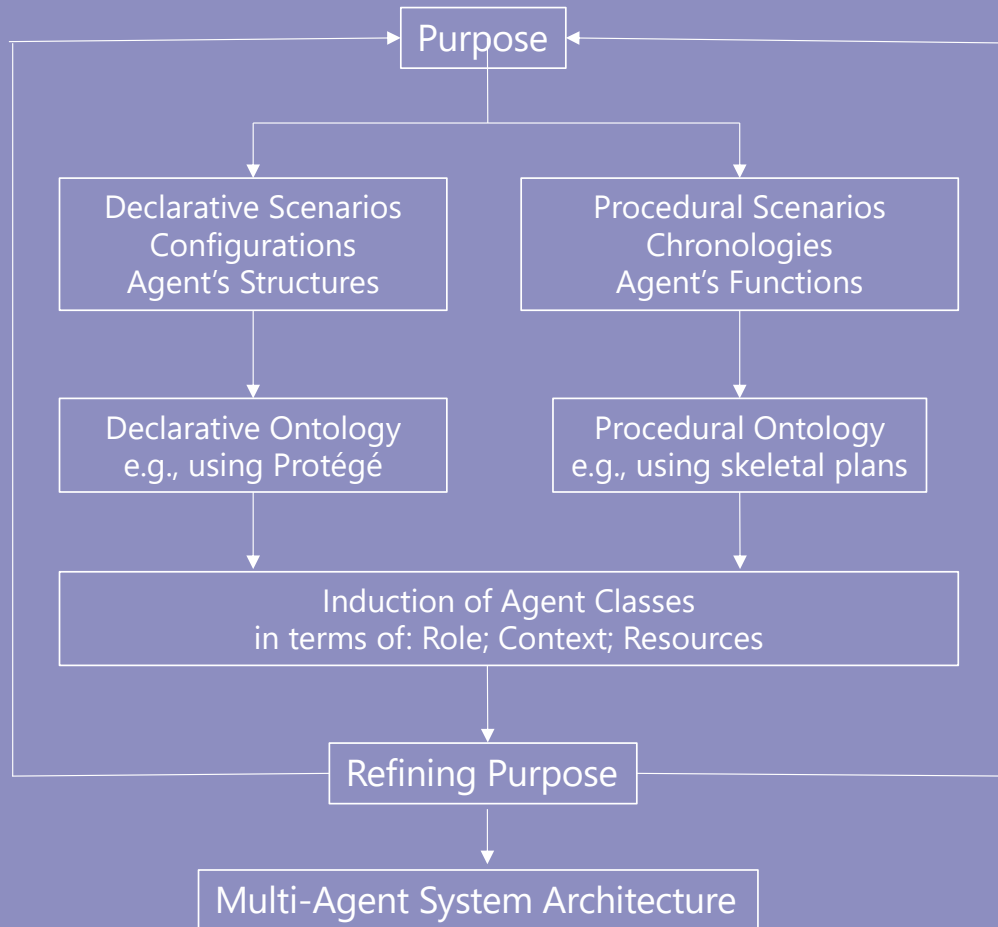 Purpose
Declarative Scenarios
Configurations
Agent’s Structures
Procedural Scenarios
Chronologies
Agent’s Functions
Declarative Ontology
e.g., using Protégé
Procedural Ontology
e.g., using skeletal plans
Induction of Agent Classes
in terms of: Role; Context; Resources
Refining Purpose
Multi-Agent System Architecture